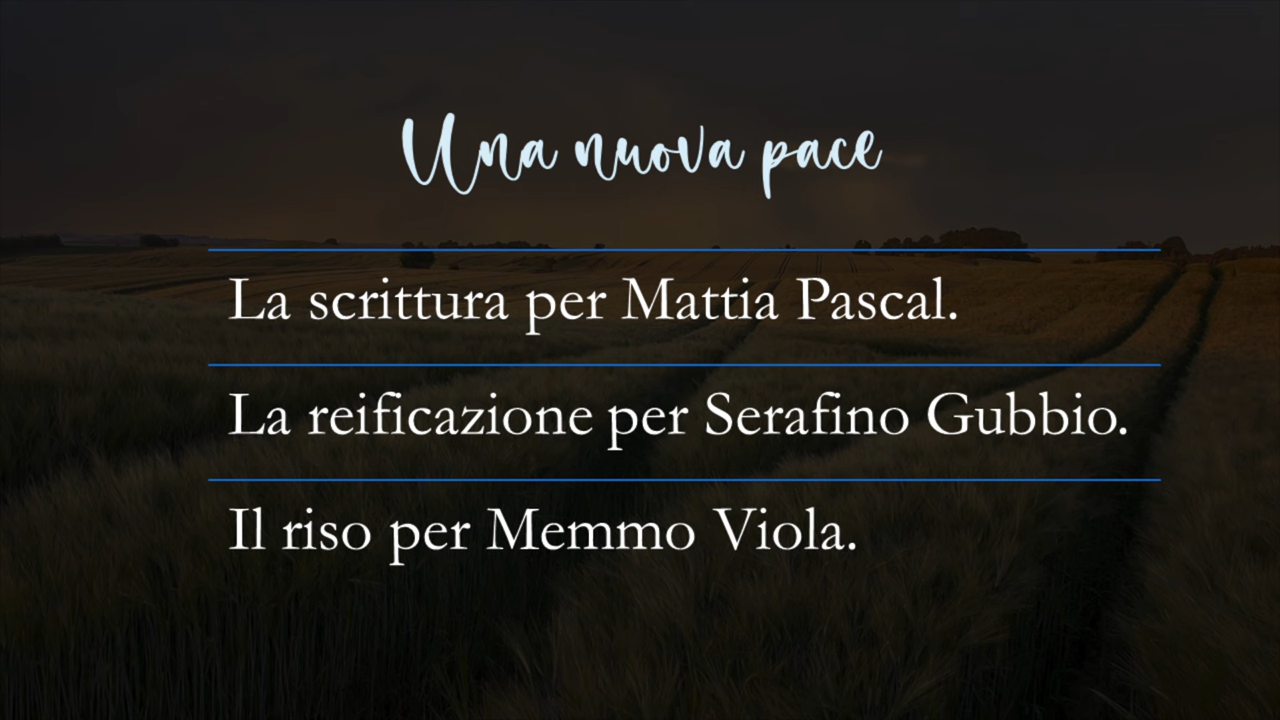 Una nuova pace
La scrittura per Mattia Pascal.
La reificazione per Serafino Gubbio.
Il riso per Memmo Viola.